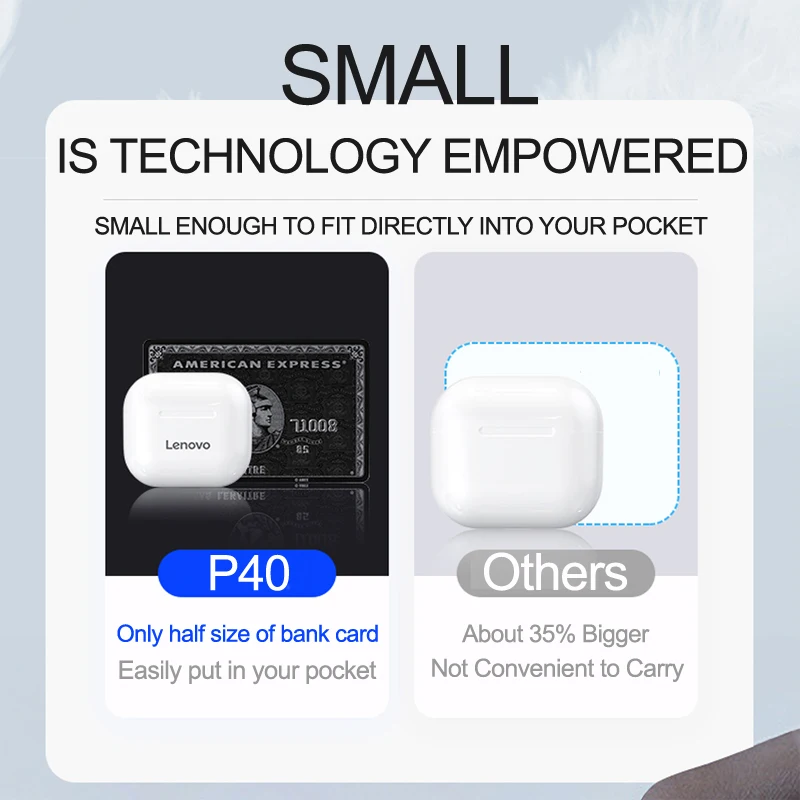 SMALL
IS TECHNOLOGY EMPOWERED
SMALL ENOUGH TO FIT DIRECTLY INTO YOUR POCKET
AMERICAN EXPRESS
Lenovo
P40
Only half size of bank card
Easily put in your pocket
Others
About 35% Bigger
Not Convenient to Carry